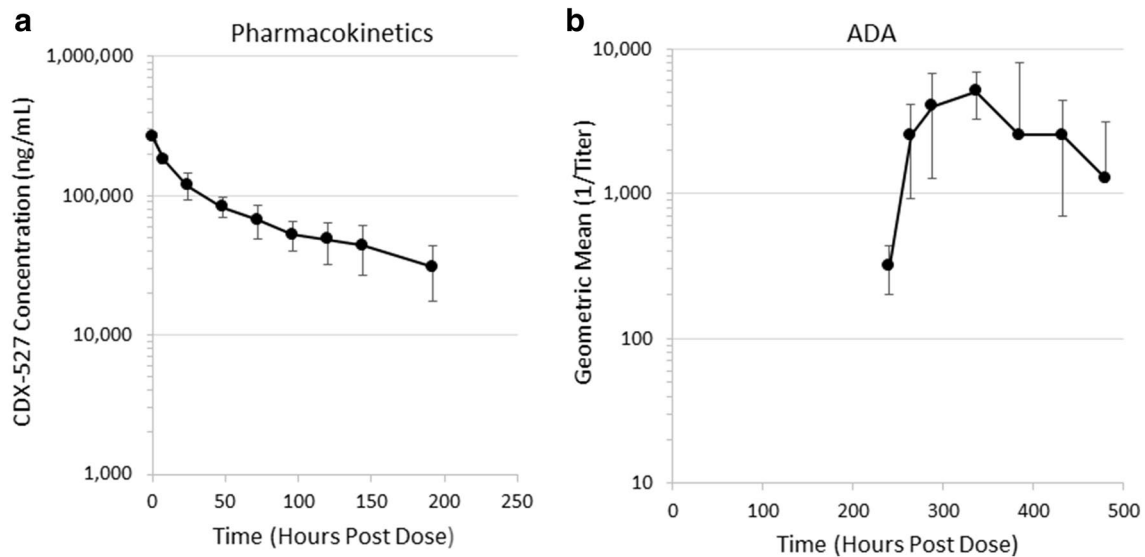 a
Pharmacokinetics
CDX-527 Concentration (ng/mL)
1,000,000
100,000
10,000
1,000
0 50 100 150 200 250
Time (Hours Post Dose)
b
ADA
Geometric Mean (1/Titer)
10,000
1,000
100
10
0 100 200 300 400 500
Time (Hours Post Dose)